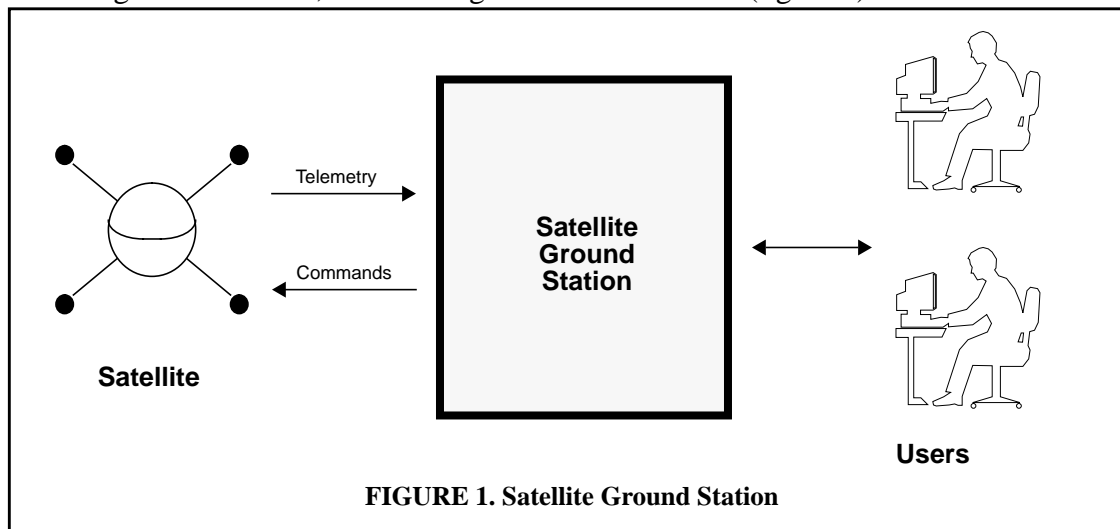 Telemetry
Commands
Satellite
Satellite
Ground
Station
Users
FIGURE 1. Satellite Ground Station